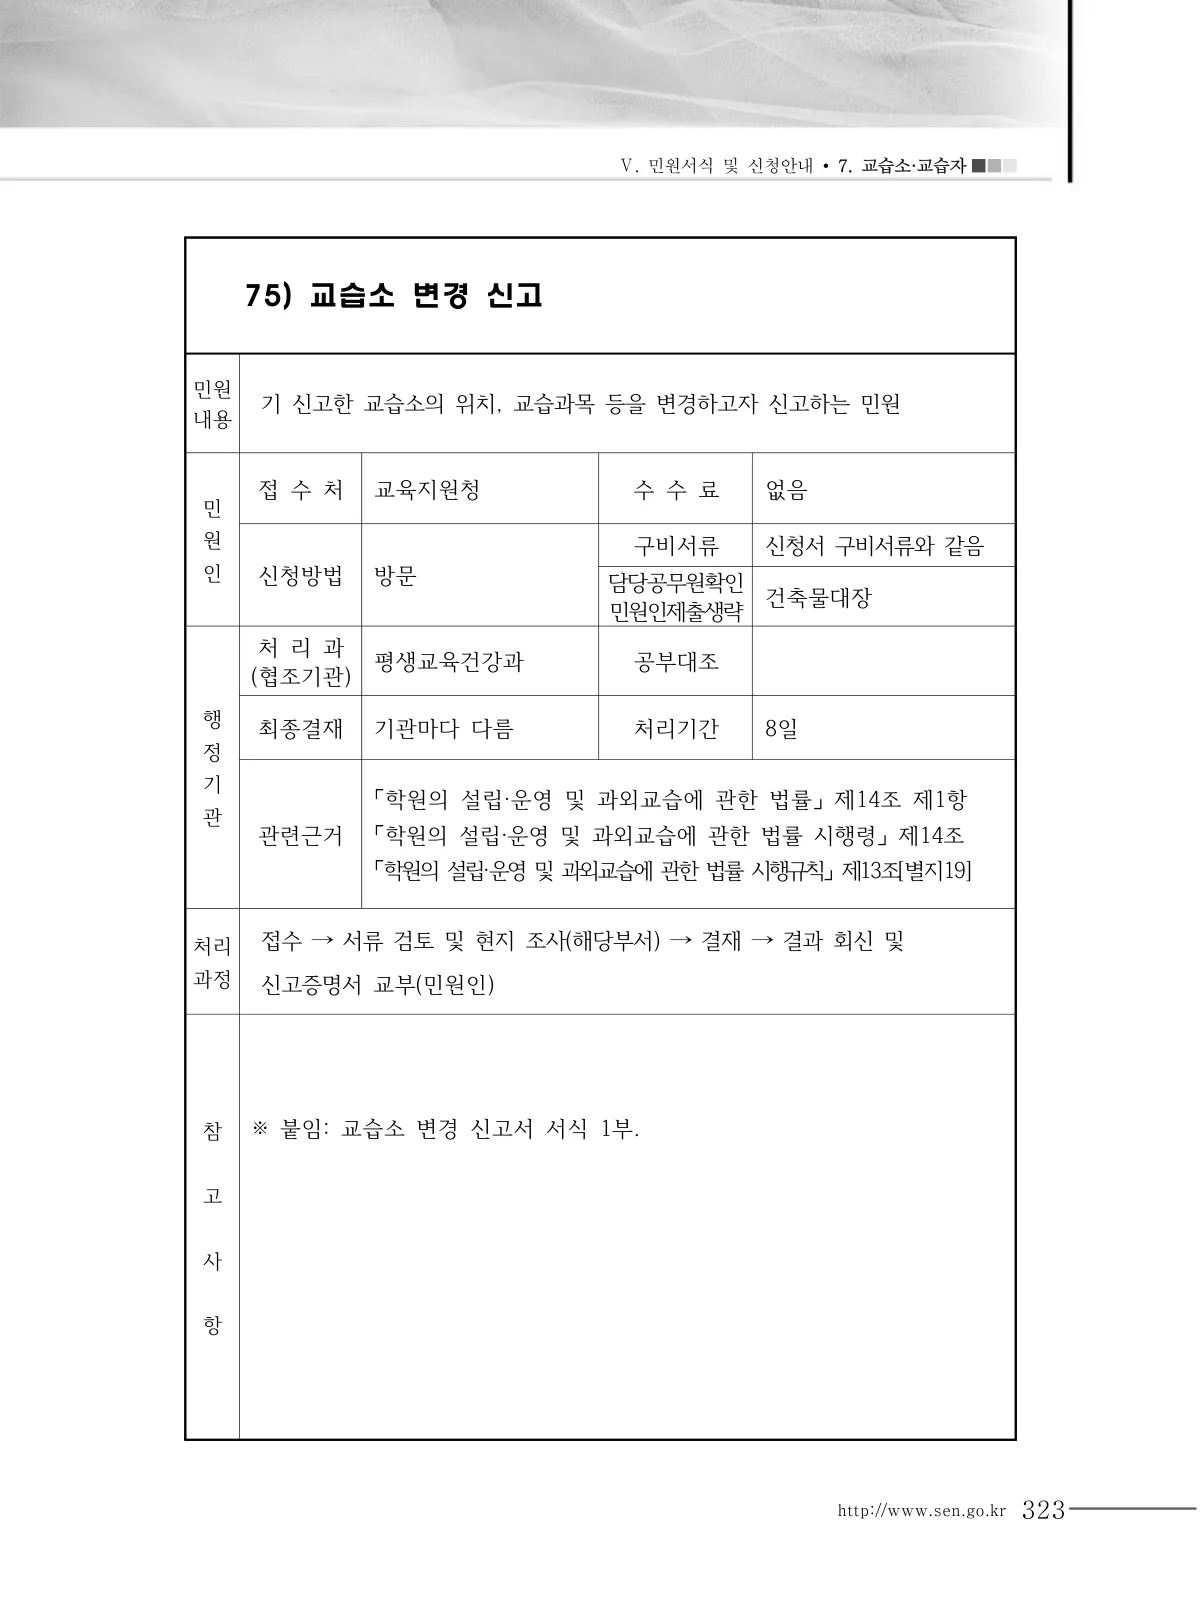 Ⅴ. 민원서식 및 신청안내 • 7. 교습소·교습자
75) 교습소 변경 신고
민원
내용
기 신고한 교습소의 위치, 교습과목 등을 변경하고자 신고하는 민원
민
원
인
접 수 처
교육지원청
수 수 료
없음
신청방법
방문
구비서류
신청서 구비서류와 같음
담당공무원확인
민원인제출생략
건축물대장
행
정
기
관
처 리 과
(협조기관)
평생교육건강과
공부대조
최종결재
기관마다 다름
처리기간
8일
관련근거
「학원의 설립·운영 및 과외교습에 관한 법률」 제14조 제1항
「학원의 설립·운영 및 과외교습에 관한 법률 시행령」 제14조
「학원의 설립·운영 및 과외교습에 관한 법률 시행규칙」 제13조[별지19]
처리
과정
접수 → 서류 검토 및 현지 조사(해당부서) → 결재 → 결과 회신 및
신고증명서 교부(민원인)
참
고
사
항
※ 붙임: 교습소 변경 신고서 서식 1부.
http://www.sen.go.kr 323